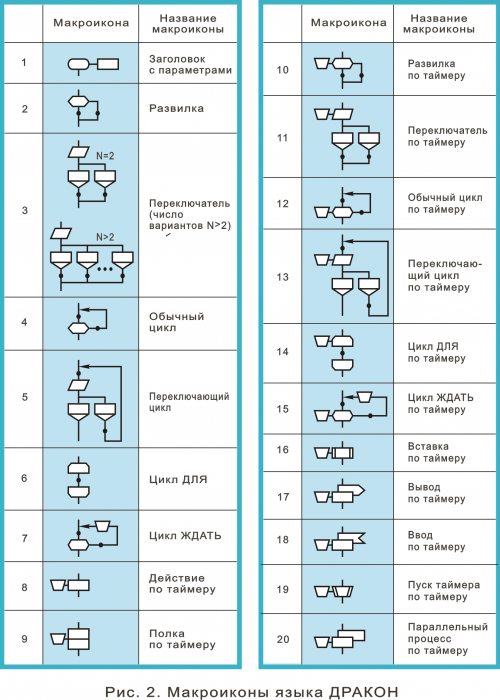 Макроикона
Название
макроиконы
1
Заголовок
с параметрами
2
Развилка
3
N=2
N>2
Переключатель
(число
вариантов N>2)
4
Обычный
цикл
5
Переключающий
цикл
6
Цикл ДЛЯ
7
Цикл ЖДАТЬ
8
Действие
по таймеру
9
Полка
по таймеру
Макроикона
Название
макроиконы
10
Развилка
по таймеру
11
Переключатель
по таймеру
12
Обычный цикл
по таймеру
13
Переключаю-
щий цикл
по таймеру
14
Цикл ДЛЯ
по таймеру
15
Цикл ЖДАТЬ
по таймеру
16
Вставка
по таймеру
17
Вывод
по таймеру
18
Ввод
по таймеру
19
Пуск таймера
по таймеру
20
Параллельный
процесс
по таймеру
Рис. 2. Макроиконы языка ДРАКОН